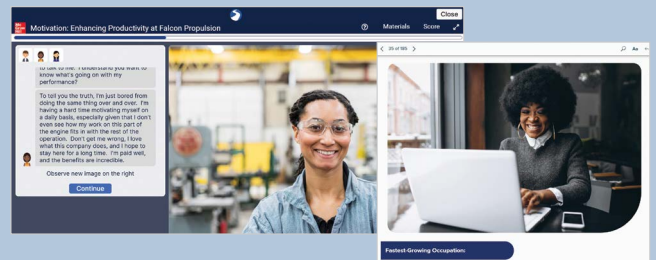 Close
Motivation: Enhancing Productivity at Falcon Propulsion
Materials Score
to talk to me. I understand you want to
know what's going on with my
performance?
To tell you the truth, I'm just bored from
doing the same thing over and over. I'm
having a hard time motivating myself on
a daily basis, especially given that I don't
even see how my work on this part of
the engine fits in with the rest of the
operation. Don't get me wrong, I love
what this company does, and I hope to
stay here for a long time. I'm paid well,
and the benefits are incredible.
Observe new image on the right
Continue
25 of 195
Aa
Fastest-Growing Occupation: